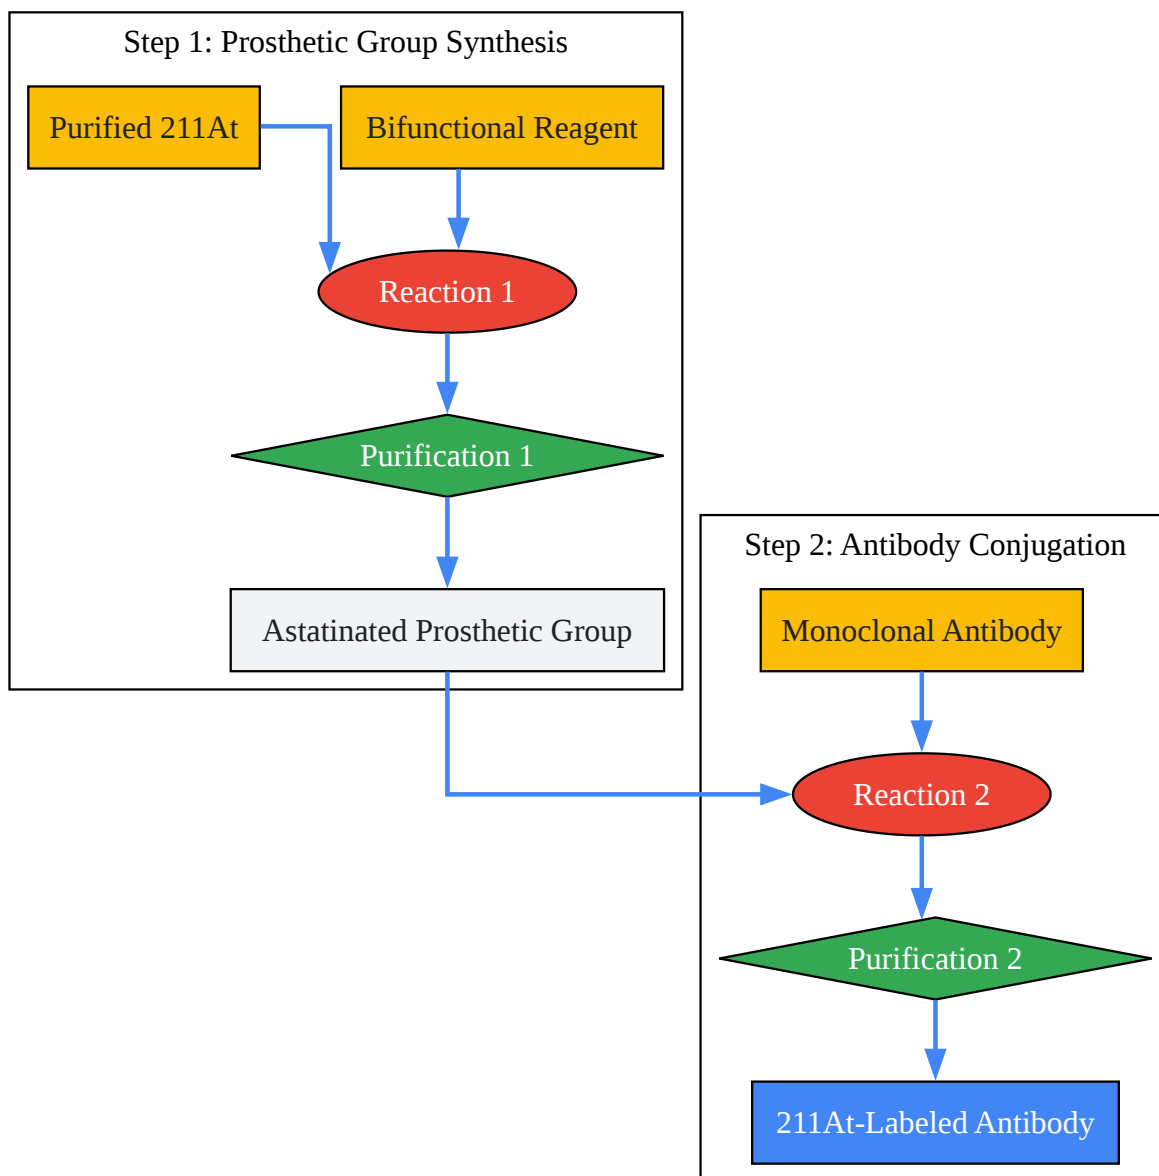 Step 1: Prosthetic Group Synthesis
Purified 211At
Bifunctional Reagent
Reaction 1
Purification 1
Astatinated Prosthetic Group
Step 2: Antibody Conjugation
Monoclonal Antibody
Reaction 2
Purification 2
211At-Labeled Antibody